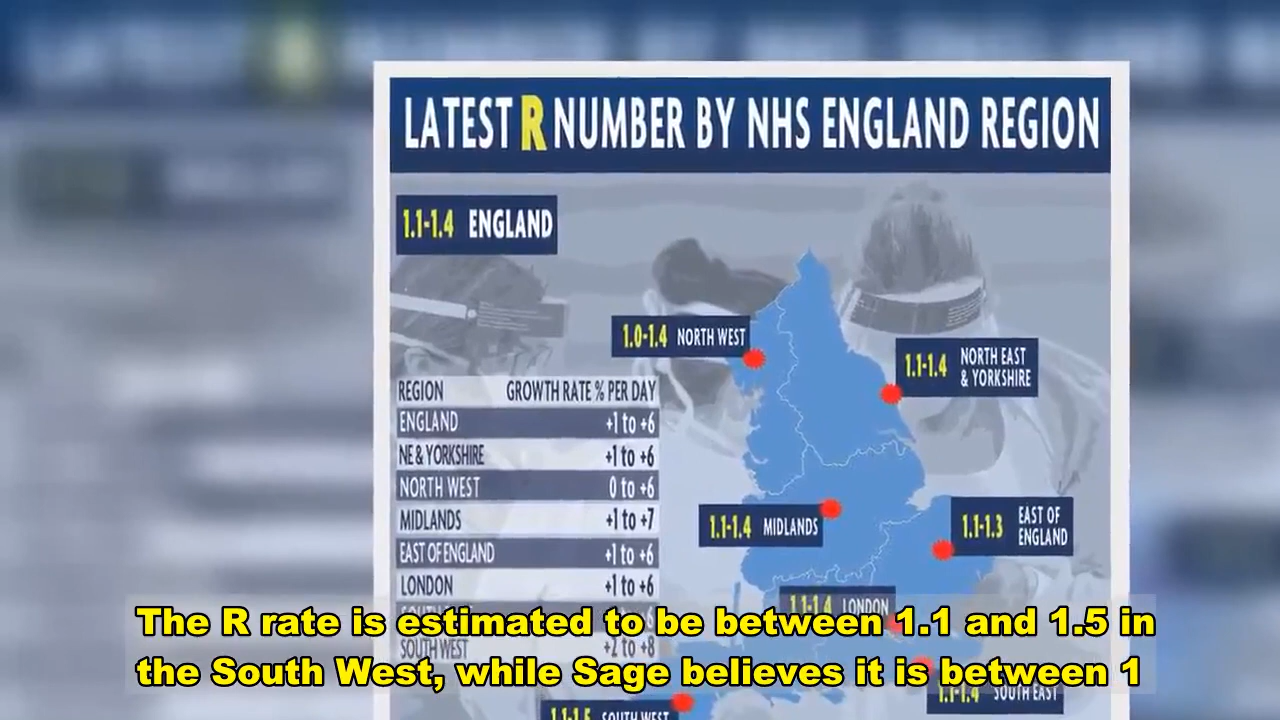 LATEST R NUMBER BY NHS ENGLAND REGION
1.1-1.4 ENGLAND
1.0-1.4 NORTH WEST
1.1-1.4 NORTH EAST
& YORKSHIRE
REGION GROWTH RATE % PER DAY
ENGLAND +1 to +6
NE & YORKSHIRE +1 to +6
NORTH WEST 0 to +6
MIDLANDS +1 to +7
EAST OF ENGLAND +1 to +6
LONDON +1 to +6
SOUTH WEST +2 to +8
1.1-1.4 MIDLANDS
1.1-1.3 EAST OF
ENGLAND
1.1-1.4 LONDON
1.1-1.4 SOUTH EAST
1.1-1.5 SOUTH WEST
The R rate is estimated to be between 1.1 and 1.5 in
the South West, while Sage believes it is between 1